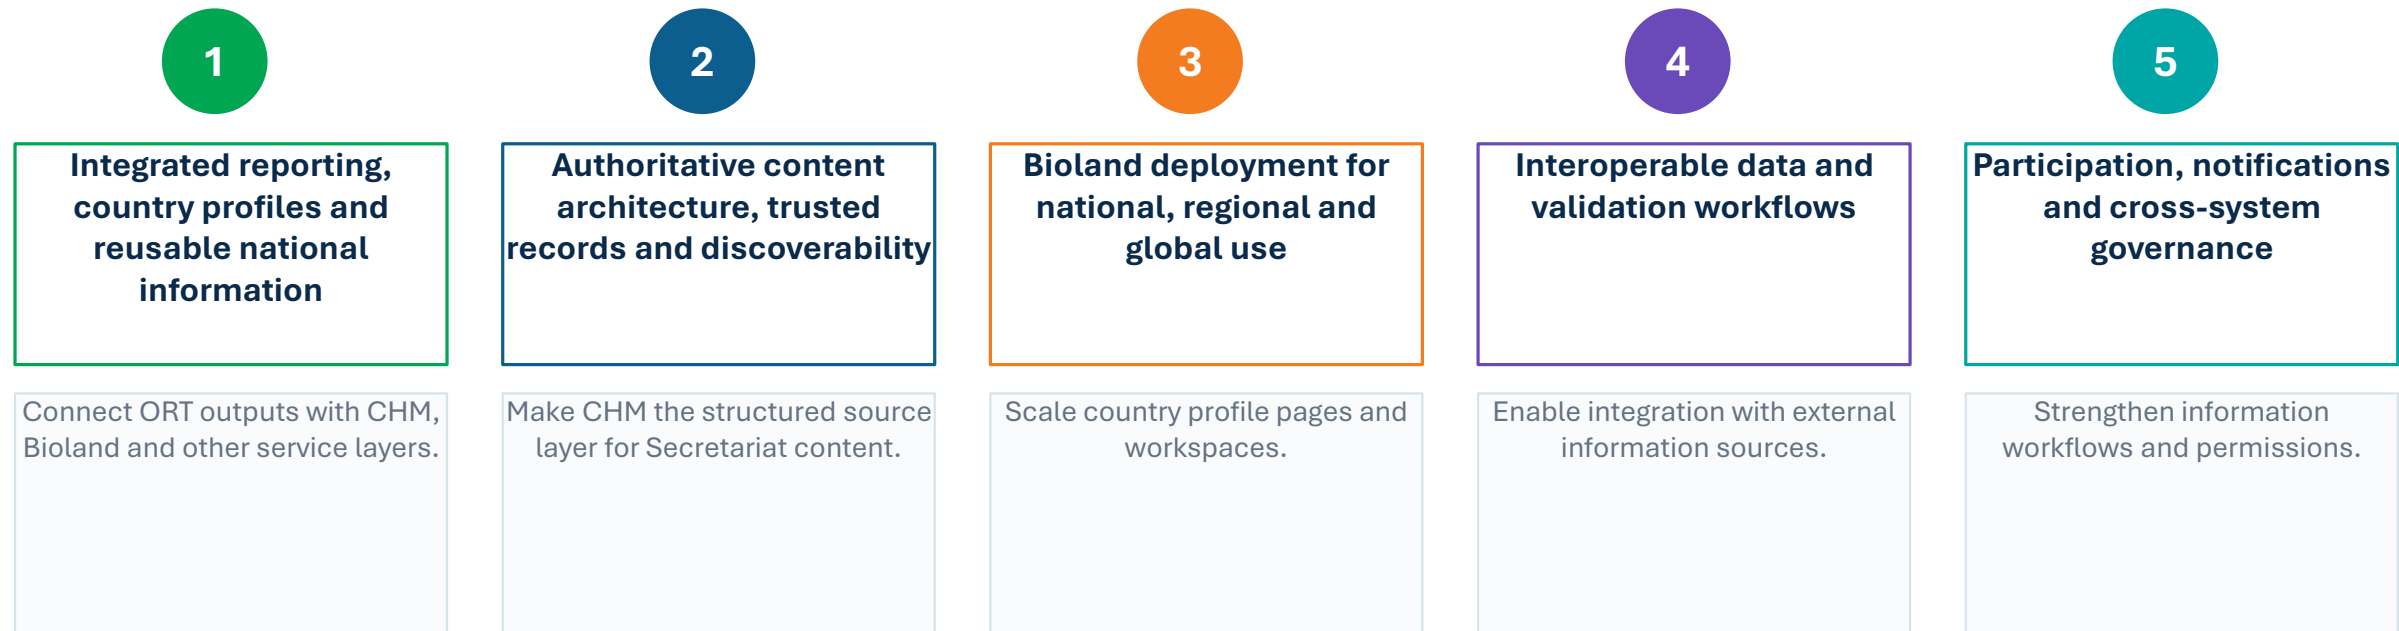 1
Integrated reporting,
country profiles and
reusable national
information
Connect ORT outputs with CHM,
Bioland and other service layers.
2
Authoritative content
architecture, trusted
records and discoverability
Make CHM the structured source
layer for Secretariat content.
3
Bioland deployment for
national, regional and
global use
Scale country profile pages and
workspaces.
4
Interoperable data and
validation workflows
Enable integration with external
information sources.
5
Participation, notifications
and cross-system
governance
Strengthen information
workflows and permissions.